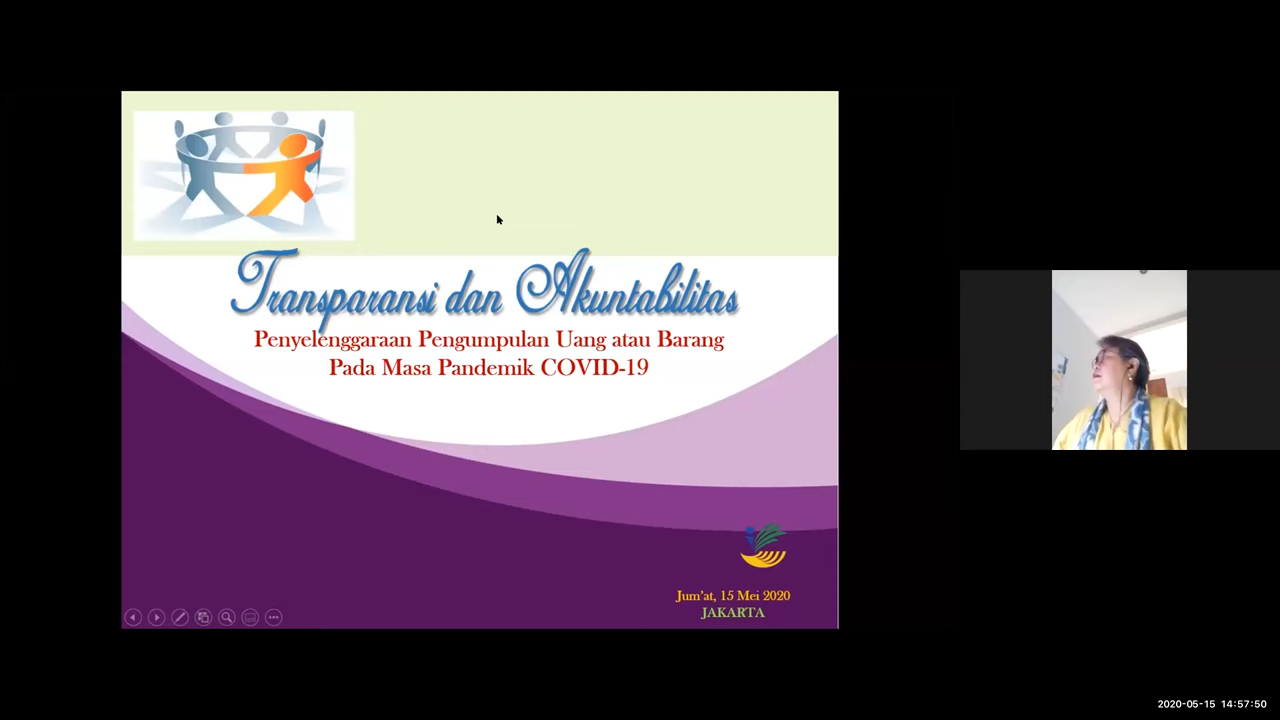 Transparansi dan Akuntabilitas
Penyelenggaraan Pengumpulan Uang atau Barang
Pada Masa Pandemik COVID-19
Jum'at, 15 Mei 2020
JAKARTA
2020-05-15 14:57:50